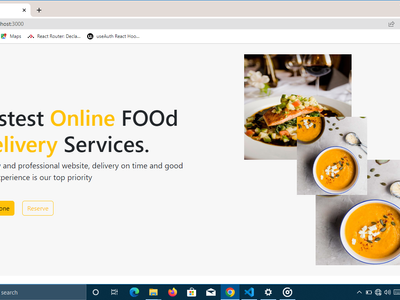 host:3000
Maps
React Router: Decla...
useAuth React Hoo...
stest Online FOOd
elivery Services.
and professional website, delivery on time and good
xperience is our top priority
one
Reserve
search